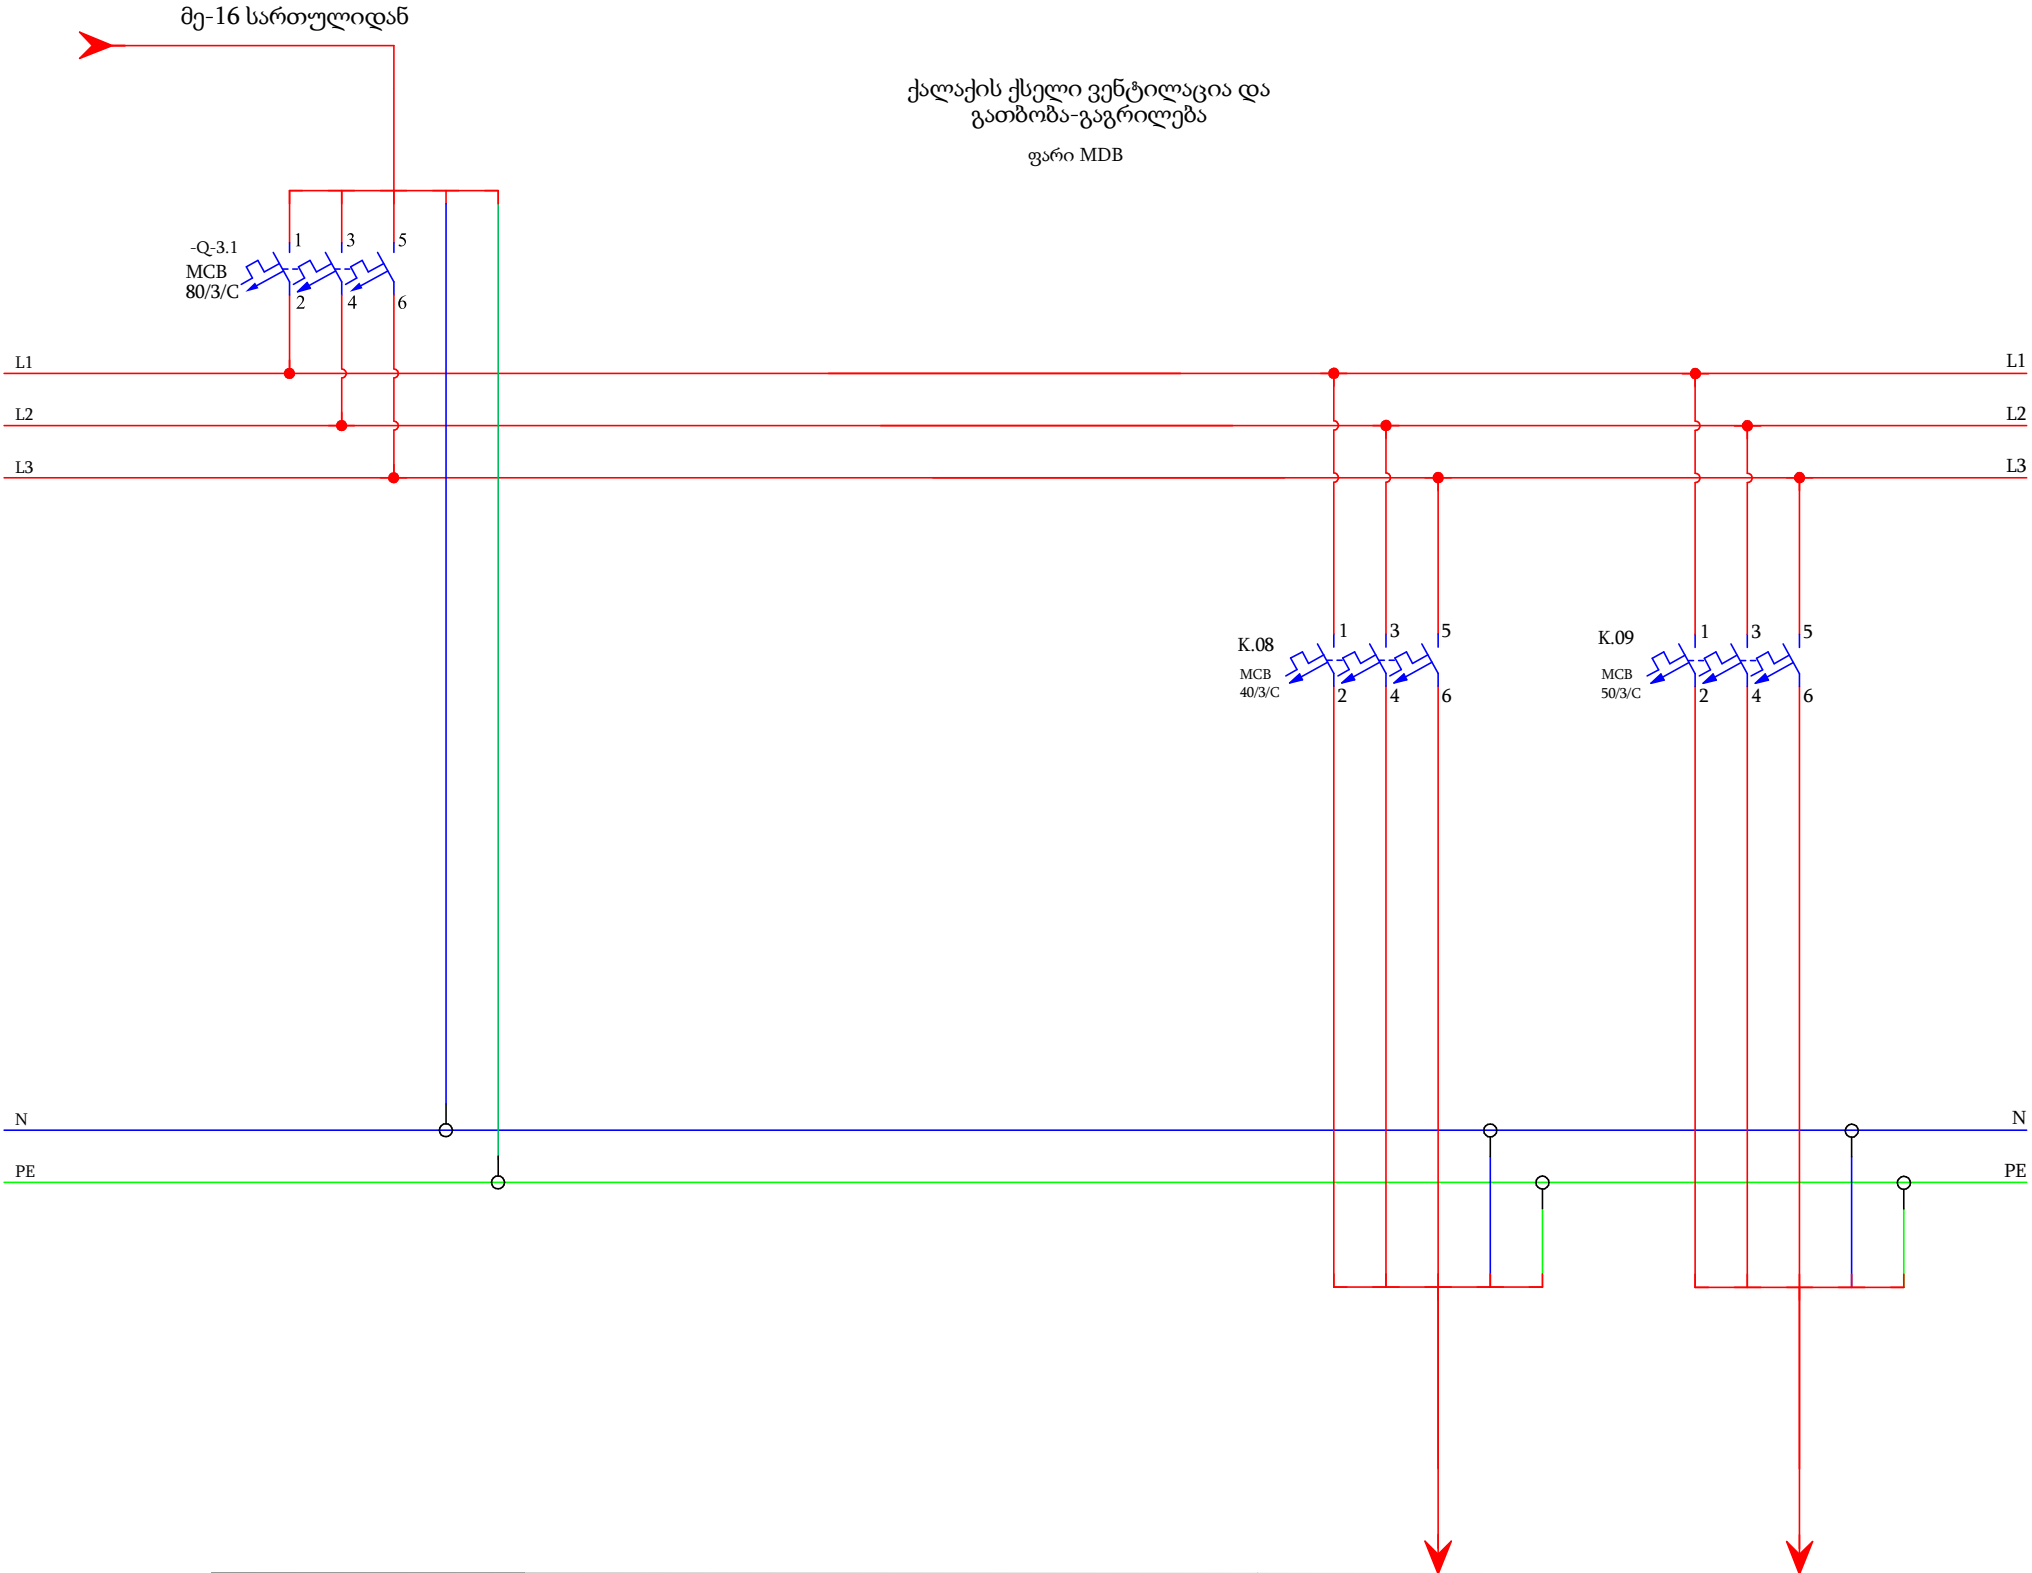 მე-16 სართულიდან
ქალაქის ქსელი ვენტილაცია და
გათბობა-გაგრილება
ფარი MDB
-Q-3.1
MCB
80/3/C
1 3 5
2 4 6
L1 L1
L2 L2
L3 L3
K.08
MCB
40/3/C
1 3 5
2 4 6
K.09
MCB
50/3/C
1 3 5
2 4 6
N N
PE PE